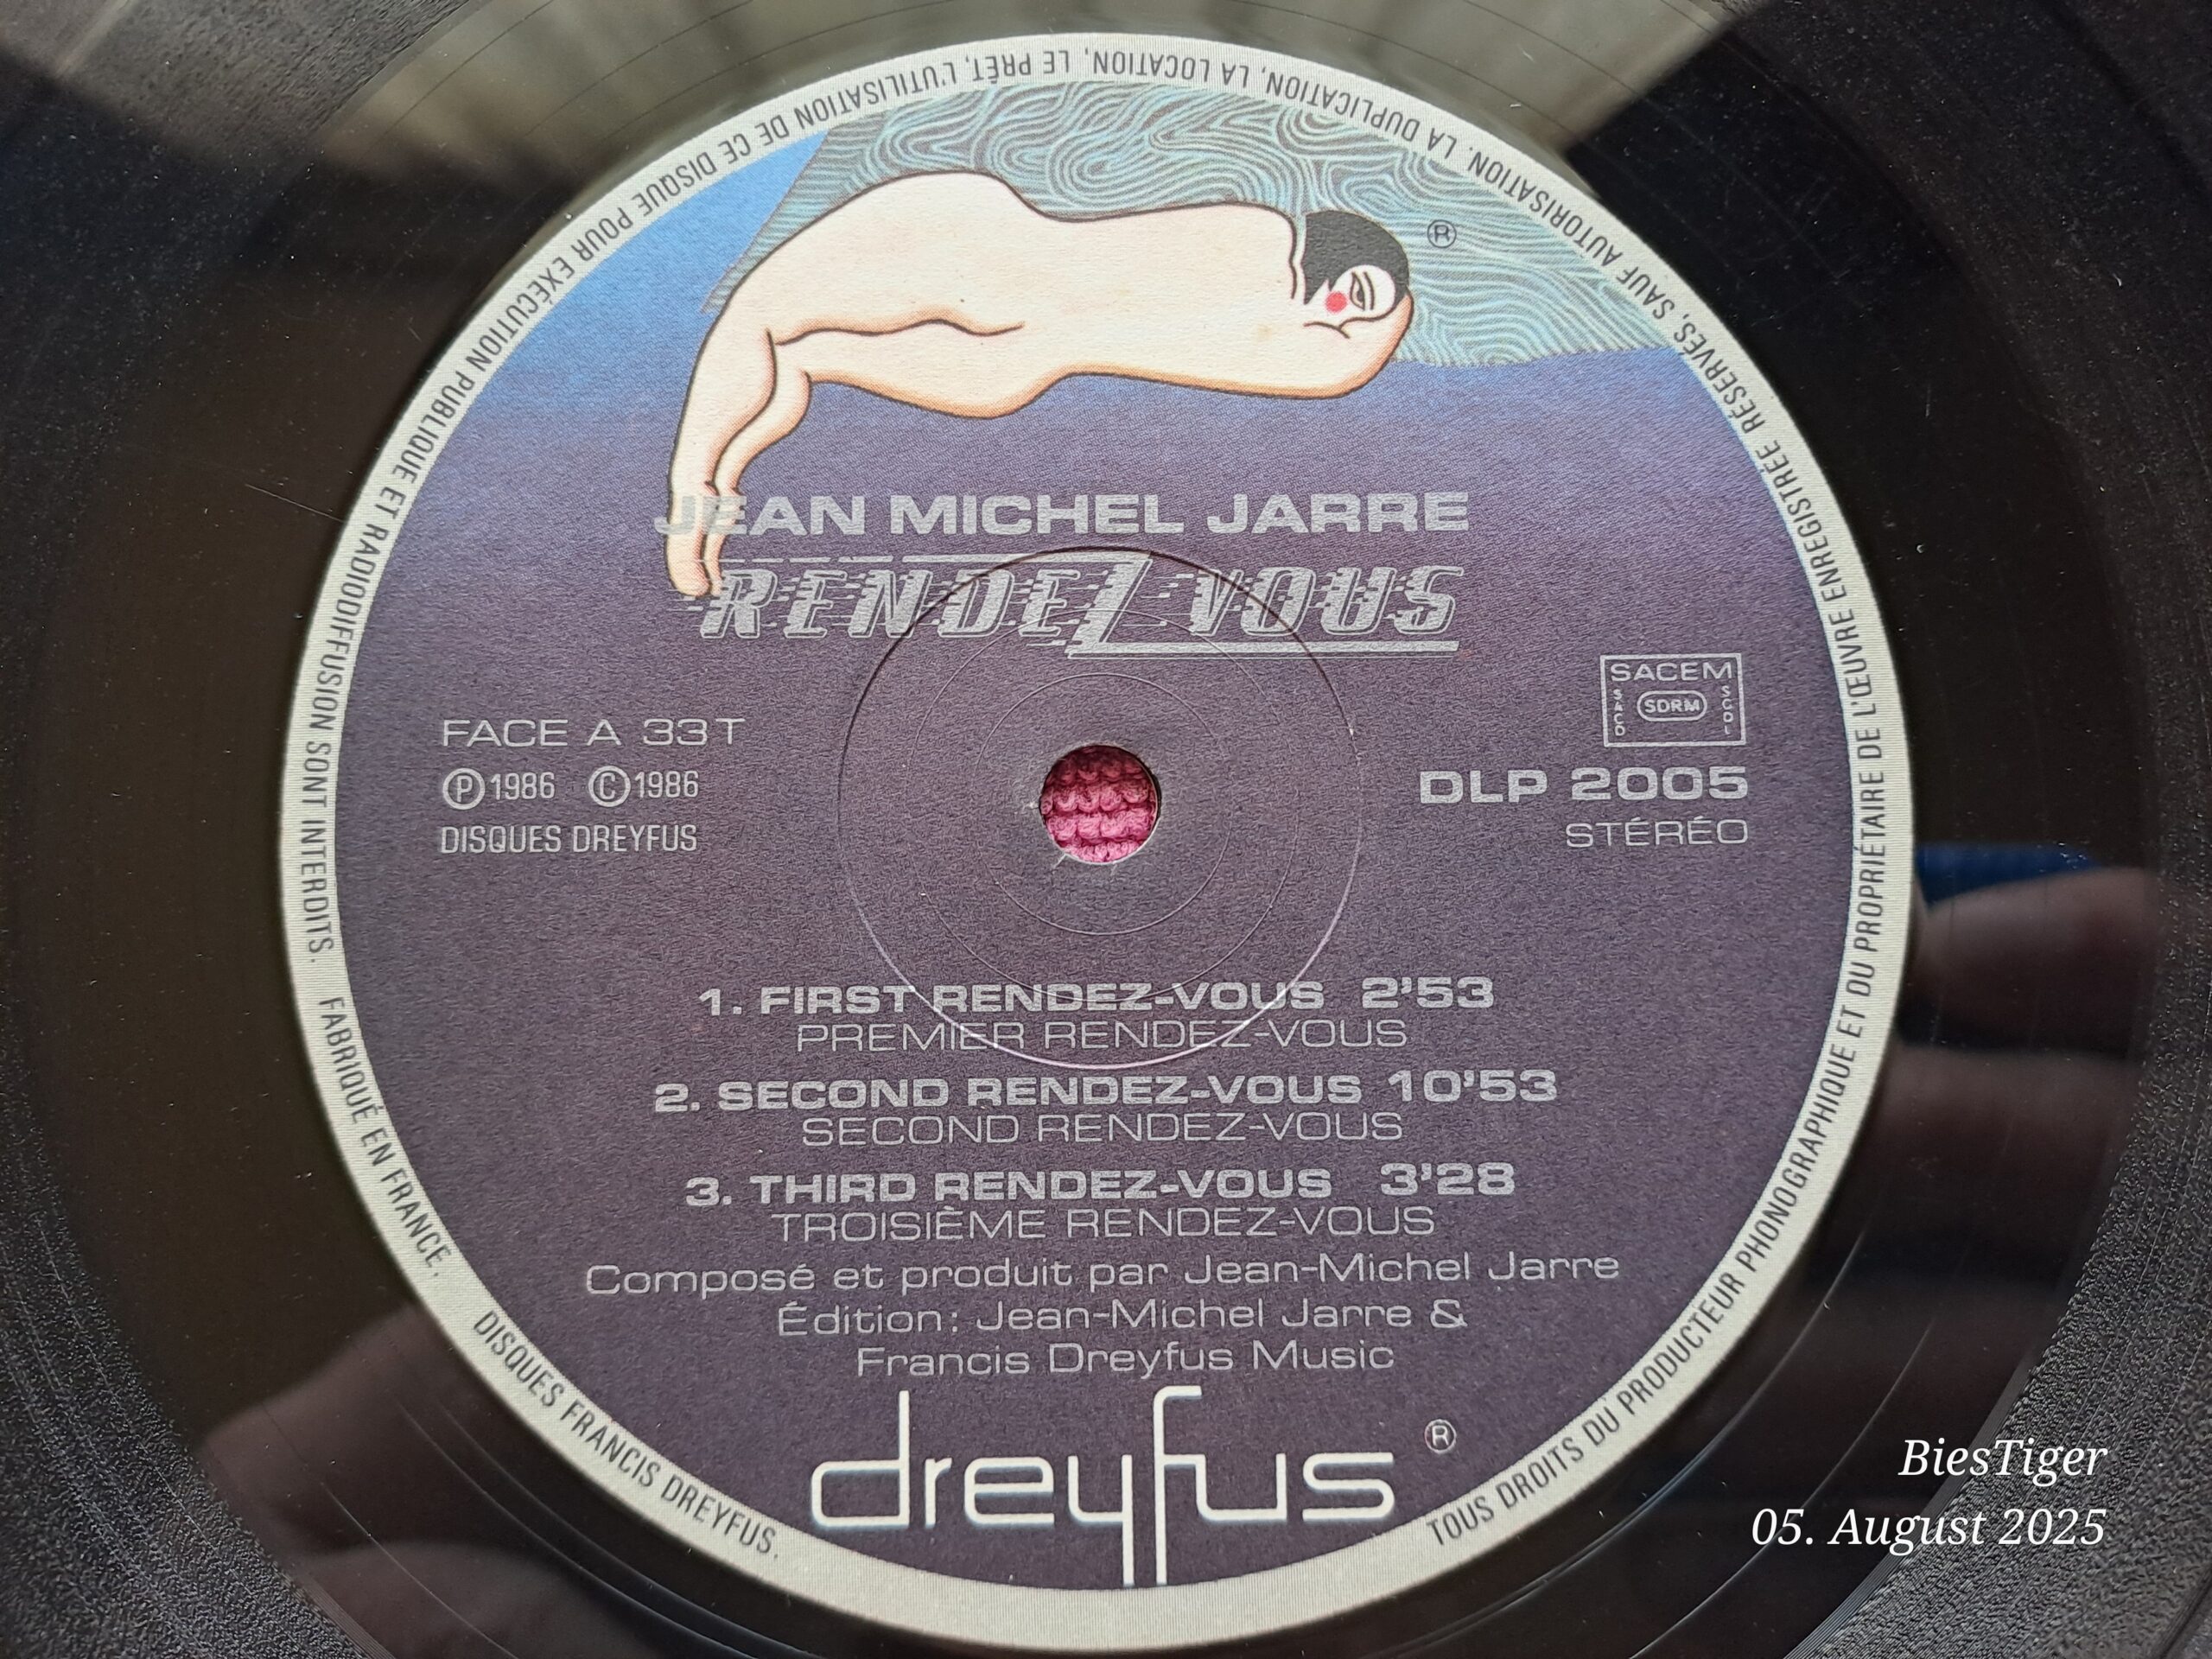 JEAN MICHEL JARRE
RENDEZ VOUS
®
SACEM
SACD SDRM SCDL
FACE A 33T
Ⓟ1986 ©1986
DISQUES DREYFUS
DLP 2005
STÉRÉO
1. FIRST RENDEZ-VOUS 2'53
PREMIER RENDEZ-VOUS
2. SECOND RENDEZ-VOUS 10'53
SECOND RENDEZ-VOUS
3. THIRD RENDEZ-VOUS 3'28
TROISIÈME RENDEZ-VOUS
Composé et produit par Jean-Michel Jarre
Édition: Jean-Michel Jarre &
Francis Dreyfus Music
dreyfus ®
TOUS DROITS DU PRODUCTEUR PHONOGRAPHIQUE ET DU PROPRIÉTAIRE DE L'ŒUVRE ENREGISTRÉE RÉSERVÉS, SAUF AUTORISATION. LA DUPLICATION, LA LOCATION, LE PRÊT, L'UTILISATION DE CE DISQUE POUR EXÉCUTION PUBLIQUE ET RADIODIFFUSION SONT INTERDITS. FABRIQUÉ EN FRANCE. DISQUES FRANCIS DREYFUS.
BiesTiger
05. August 2025